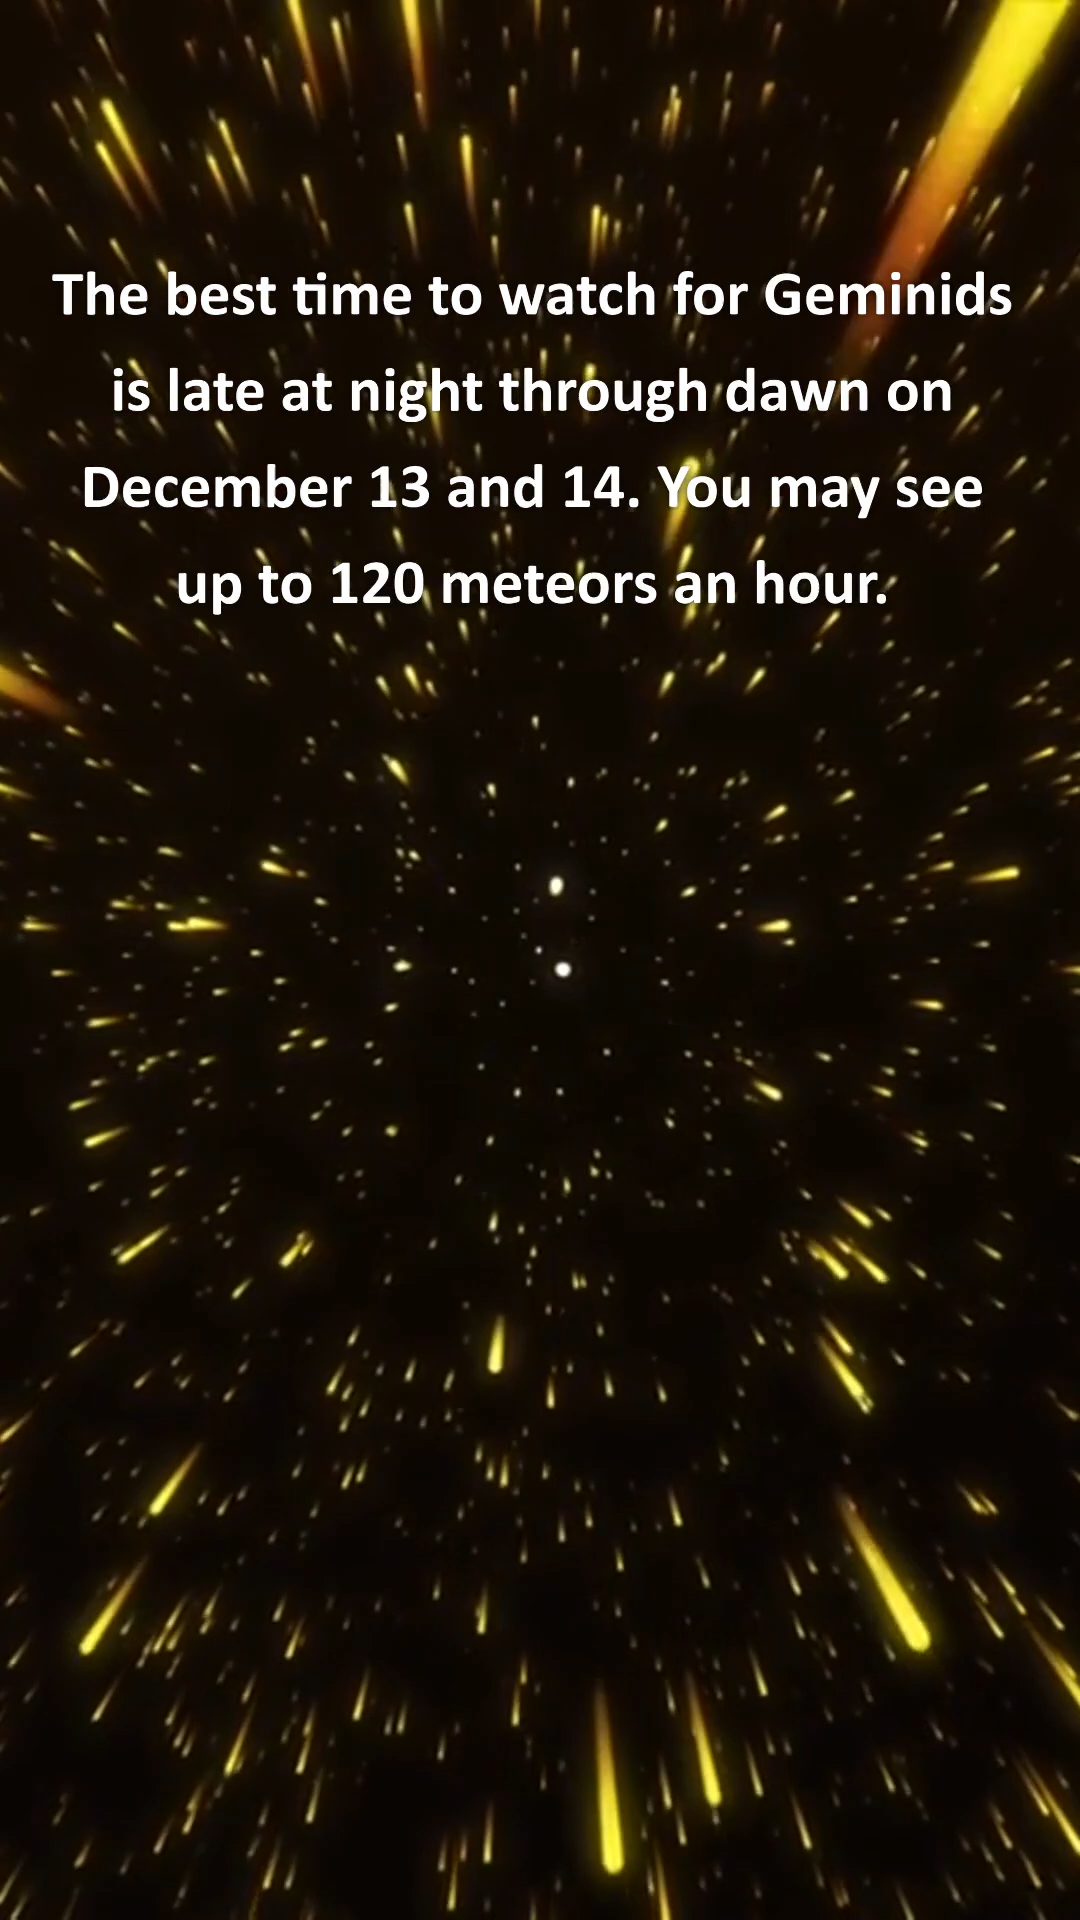 The best time to watch for Geminids
is late at night through dawn on
December 13 and 14. You may see
up to 120 meteors an hour.